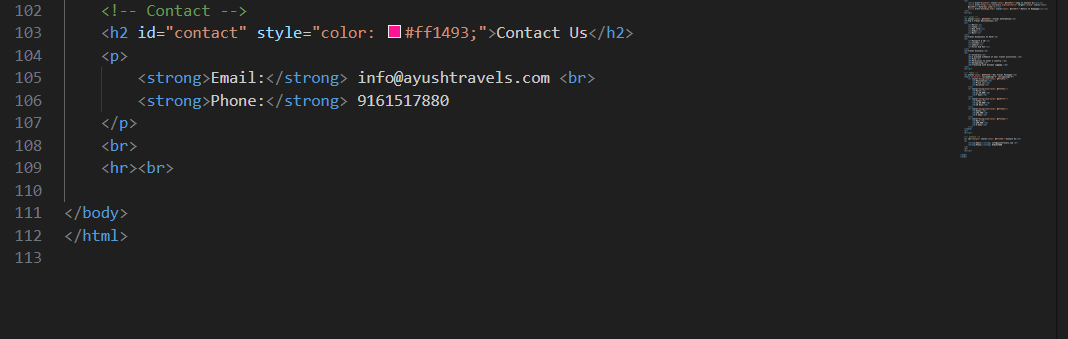 102 <!-- Contact -->
103 <h2 id="contact" style="color: #ff1493;">Contact Us</h2>
104 <p>
105 <strong>Email:</strong> info@ayushtravels.com <br>
106 <strong>Phone:</strong> 9161517880
107 </p>
108 <br>
109 <hr><br>
110
111 </body>
112 </html>
113